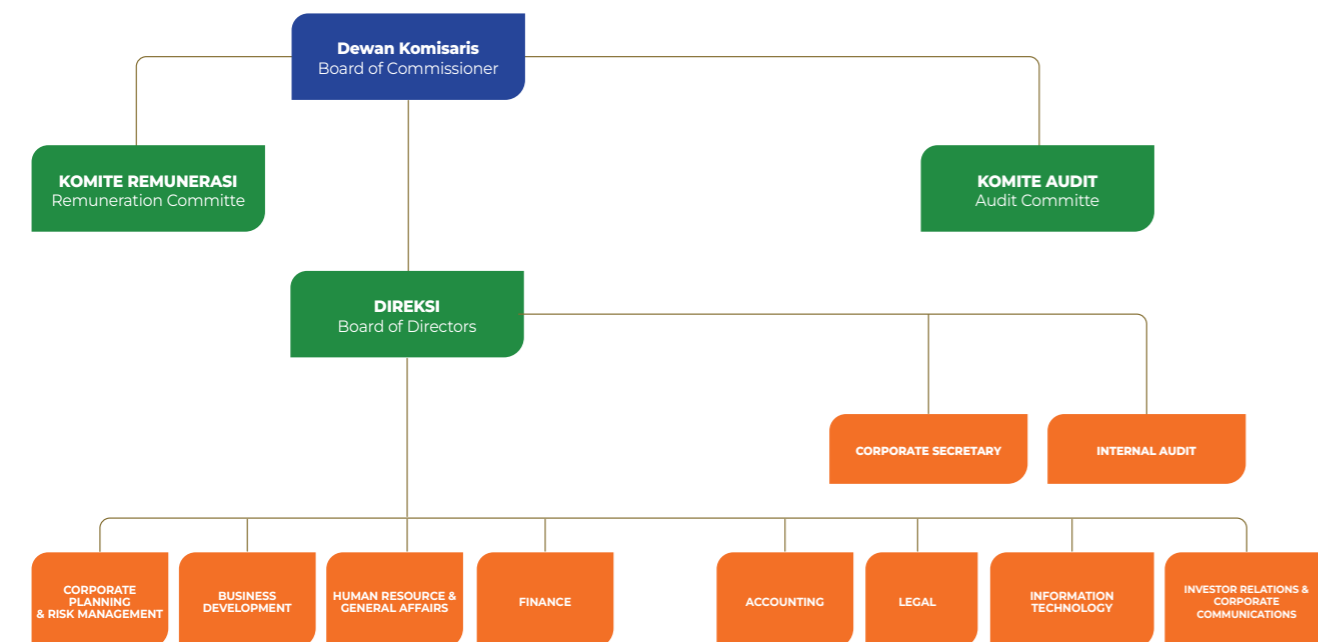 Dewan Komisaris
Board of Commissioner
KOMITE REMUNERASI
Remuneration Committe
KOMITE AUDIT
Audit Committe
DIREKSI
Board of Directors
CORPORATE SECRETARY
INTERNAL AUDIT
CORPORATE
PLANNING
& RISK MANAGEMENT
BUSINESS
DEVELOPMENT
HUMAN RESOURCE &
GENERAL AFFAIRS
FINANCE
ACCOUNTING
LEGAL
INFORMATION
TECHNOLOGY
INVESTOR RELATIONS &
CORPORATE
COMMUNICATIONS